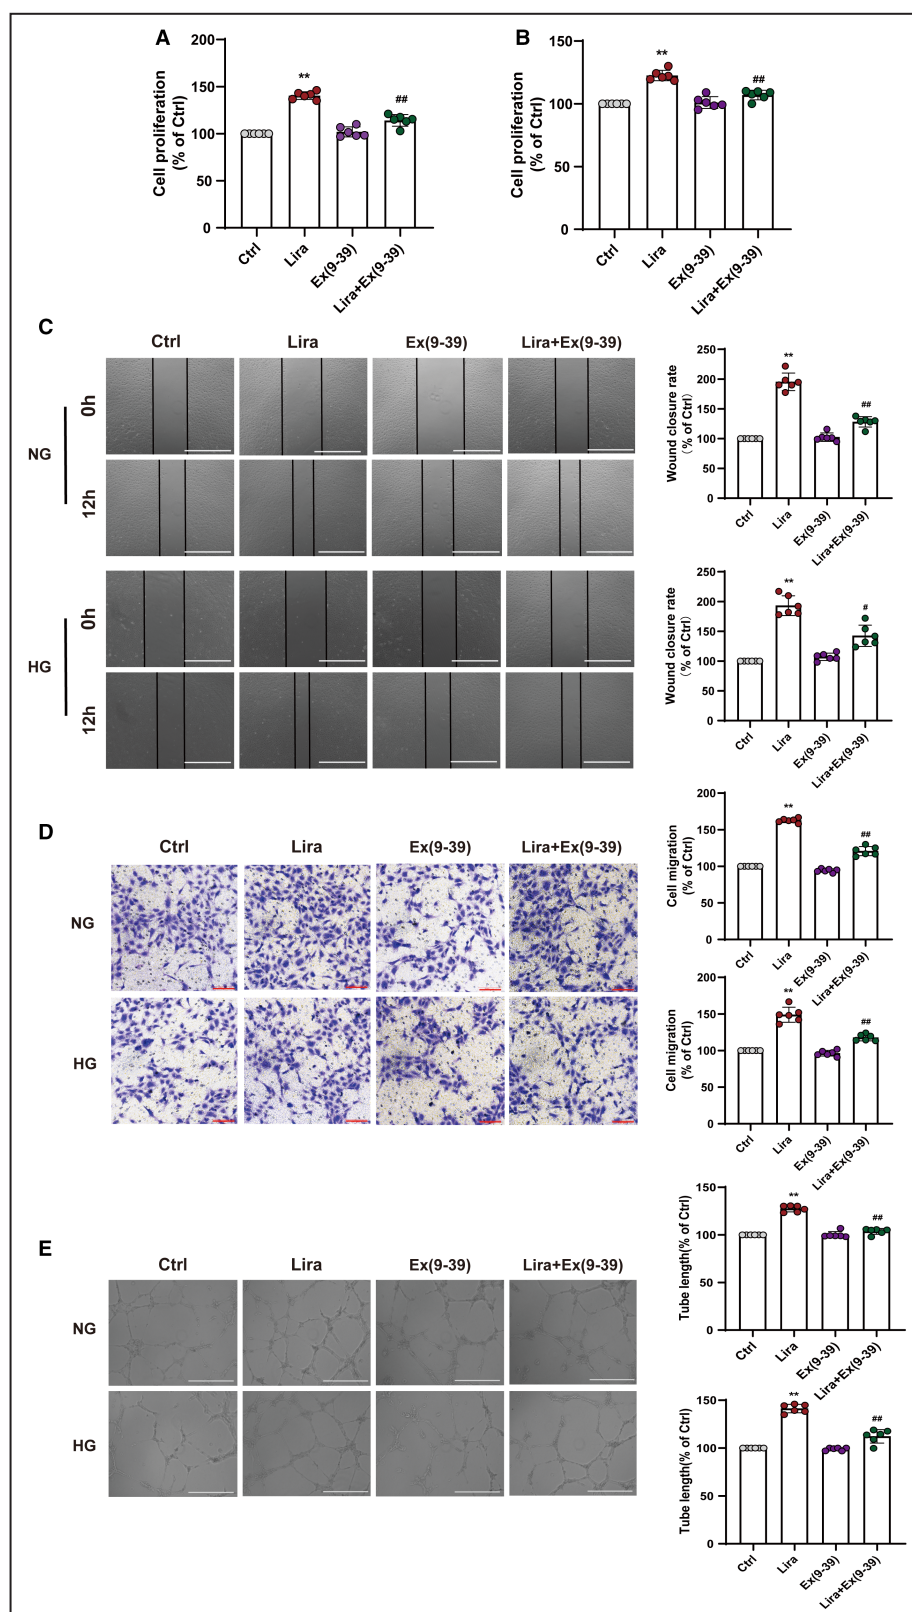 A
Cell proliferation
(% of Ctrl)
200
150
100
50
0
**
##
Ctrl
Lira
Ex(9-39)
Lira+Ex(9-39)
B
Cell proliferation
(% of Ctrl)
150
100
50
0
**
##
Ctrl
Lira
Ex(9-39)
Lira+Ex(9-39)
C
Ctrl
Lira
Ex(9-39)
Lira+Ex(9-39)
NG
0h
12h
HG
0h
12h
Wound closure rate
(% of Ctrl)
250
200
150
100
50
0
**
##
Ctrl
Lira
Ex(9-39)
Lira+Ex(9-39)
Wound closure rate
(% of Ctrl)
250
200
150
100
50
0
**
#
Ctrl
Lira
Ex(9-39)
Lira+Ex(9-39)
D
Ctrl
Lira
Ex(9-39)
Lira+Ex(9-39)
NG
HG
Cell migration
(% of Ctrl)
200
150
100
50
0
**
##
Ctrl
Lira
Ex(9-39)
Lira+Ex(9-39)
Cell migration
(% of Ctrl)
200
150
100
50
0
**
##
Ctrl
Lira
Ex(9-39)
Lira+Ex(9-39)
E
Ctrl
Lira
Ex(9-39)
Lira+Ex(9-39)
NG
HG
Tube length(% of Ctrl)
150
100
50
0
**
##
Ctrl
Lira
Ex(9-39)
Lira+Ex(9-39)
Tube length(% of Ctrl)
150
100
50
0
**
##
Ctrl
Lira
Ex(9-39)
Lira+Ex(9-39)